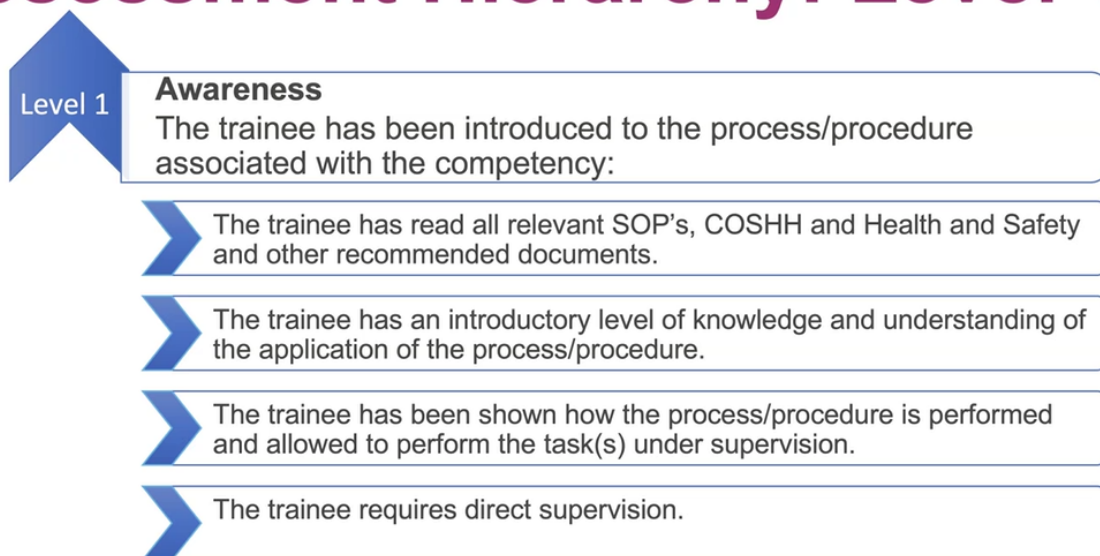 Assessment Hierarchy: Level
Level 1
Awareness
The trainee has been introduced to the process/procedure
associated with the competency:
The trainee has read all relevant SOP’s, COSHH and Health and Safety
and other recommended documents.
The trainee has an introductory level of knowledge and understanding of
the application of the process/procedure.
The trainee has been shown how the process/procedure is performed
and allowed to perform the task(s) under supervision.
The trainee requires direct supervision.